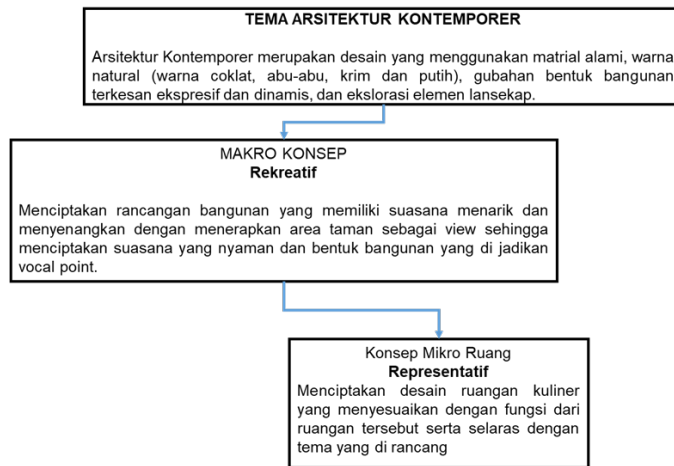 TEMA ARSITEKTUR KONTEMPORER
Arsitektur Kontemporer merupakan desain yang menggunakan matrial alami, warna
natural (warna coklat, abu-abu, krim dan putih), gubahan bentuk bangunan
terkesan ekspresif dan dinamis, dan ekslorasi elemen lansekap.
MAKRO KONSEP
Rekreatif
Menciptakan rancangan bangunan yang memiliki suasana menarik dan
menyenangkan dengan menerapkan area taman sebagai view sehingga
menciptakan suasana yang nyaman dan bentuk bangunan yang di jadikan
vocal point.
Konsep Mikro Ruang
Representatif
Menciptakan desain ruangan kuliner
yang menyesuaikan dengan fungsi dari
ruangan tersebut serta selaras dengan
tema yang di rancang